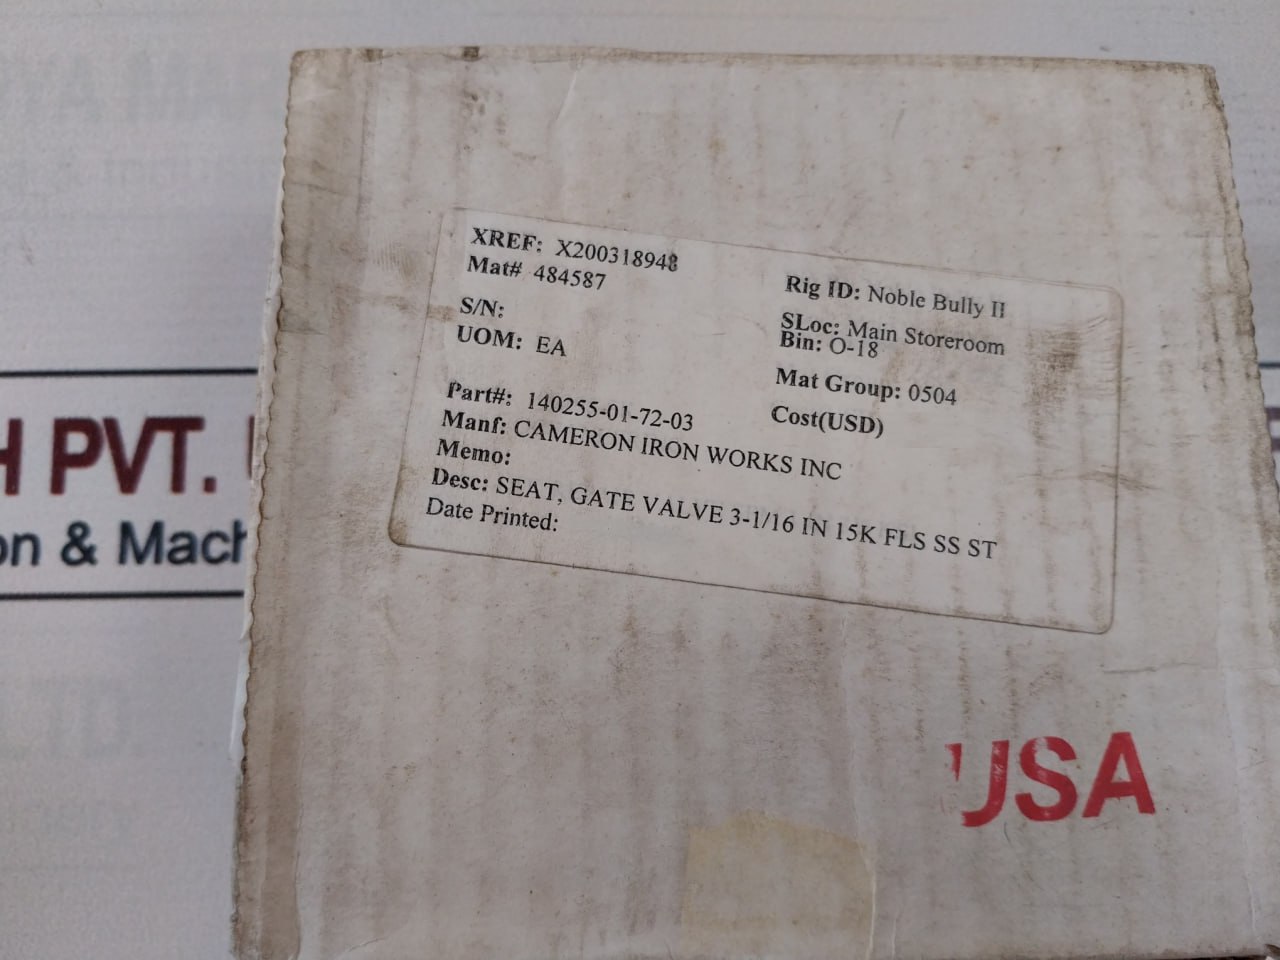 XREF: X200318948
Mat# 484587
S/N:
UOM: EA
Part#: 140255-01-72-03
Manf: CAMERON IRON WORKS INC
Memo:
Desc: SEAT, GATE VALVE 3-1/16 IN 15K FLS SS ST
Date Printed:
Rig ID: Noble Bully II
SLoc: Main Storeroom
Bin: O-18
Mat Group: 0504
Cost(USD)
USA
H PVT.
on & Mach